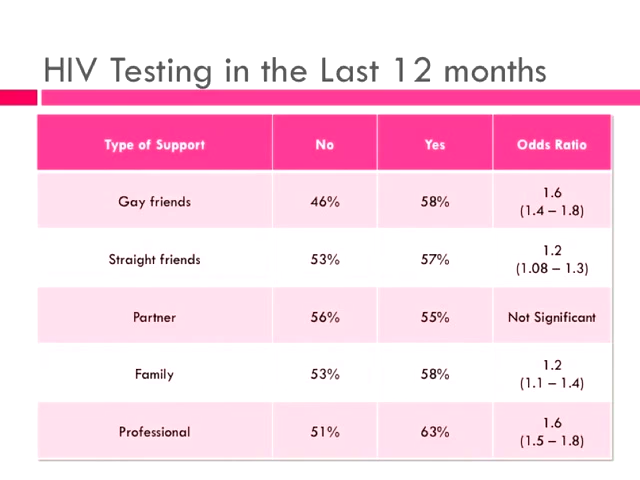 HIV Testing in the Last 12 months
Type of Support No Yes Odds Ratio
Gay friends 46% 58% 1.6 (1.4 – 1.8)
Straight friends 53% 57% 1.2 (1.08 – 1.3)
Partner 56% 55% Not Significant
Family 53% 58% 1.2 (1.1 – 1.4)
Professional 51% 63% 1.6 (1.5 – 1.8)